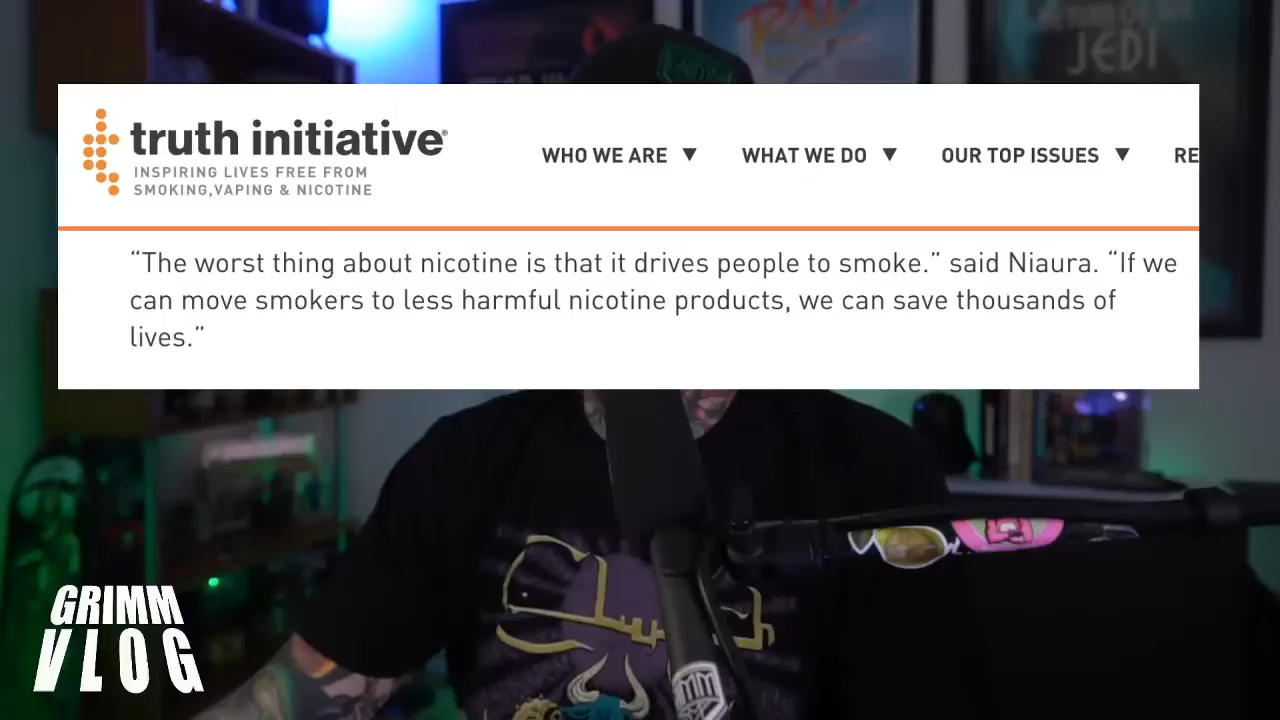 RAD
JEDI
truth initiative®
INSPIRING LIVES FREE FROM
SMOKING, VAPING & NICOTINE
WHO WE ARE ▼ WHAT WE DO ▼ OUR TOP ISSUES ▼ RE
“The worst thing about nicotine is that it drives people to smoke.” said Niaura. “If we
can move smokers to less harmful nicotine products, we can save thousands of
lives.”
GRIMM
VLOG